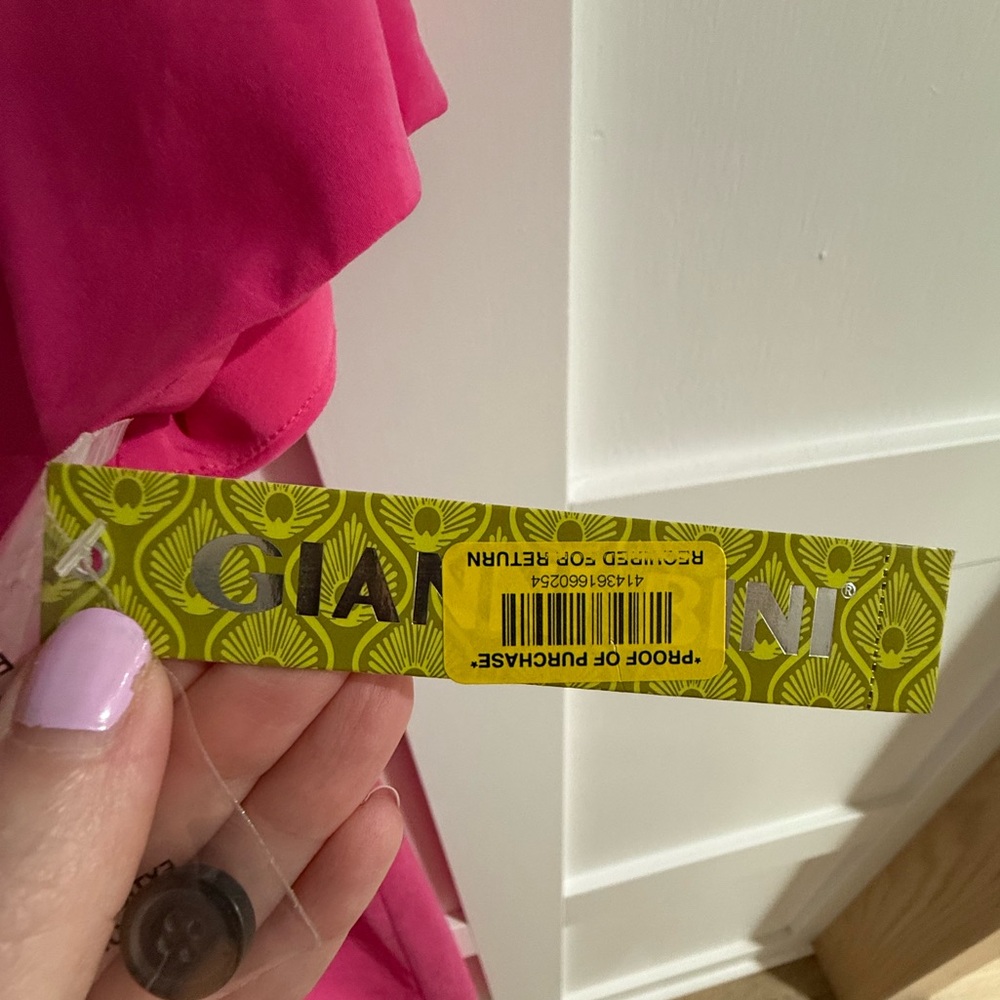 GIAN NI®
*PROOF OF PURCHASE*
414361660254
REQUIRED FOR RETURN